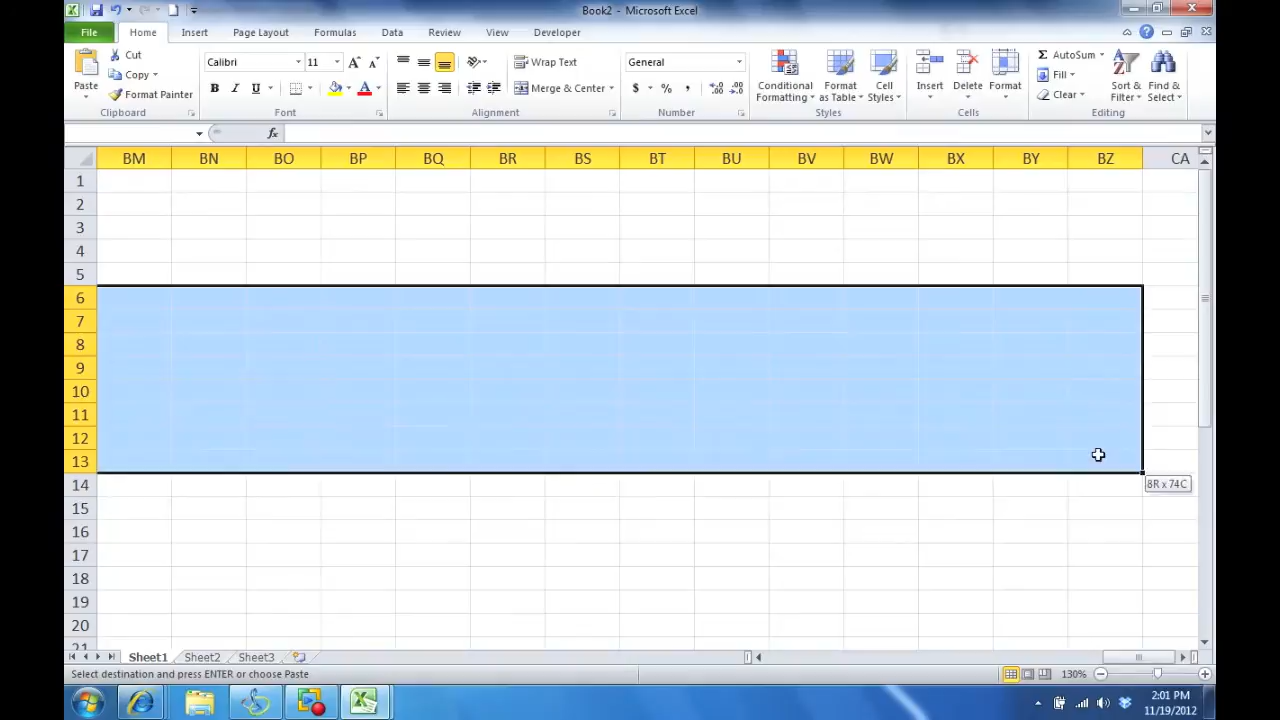 Book2 - Microsoft Excel
File Home Insert Page Layout Formulas Data Review View Developer
Paste
Cut
Copy
Format Painter
Clipboard
Calibri 11
B I U
Font
Wrap Text
Merge & Center
Alignment
General
$ % ,
Number
Conditional Formatting
Format as Table
Cell Styles
Styles
Insert
Delete
Format
Cells
AutoSum
Fill
Clear
Sort & Filter
Find & Select
Editing
fx
BM BN BO BP BQ BR BS BT BU BV BW BX BY BZ CA
1
2
3
4
5
6
7
8
9
10
11
12
13
8R x 74C
14
15
16
17
18
19
20
21
Sheet1 Sheet2 Sheet3
Select destination and press ENTER or choose Paste
130%
2:01 PM
11/19/2012